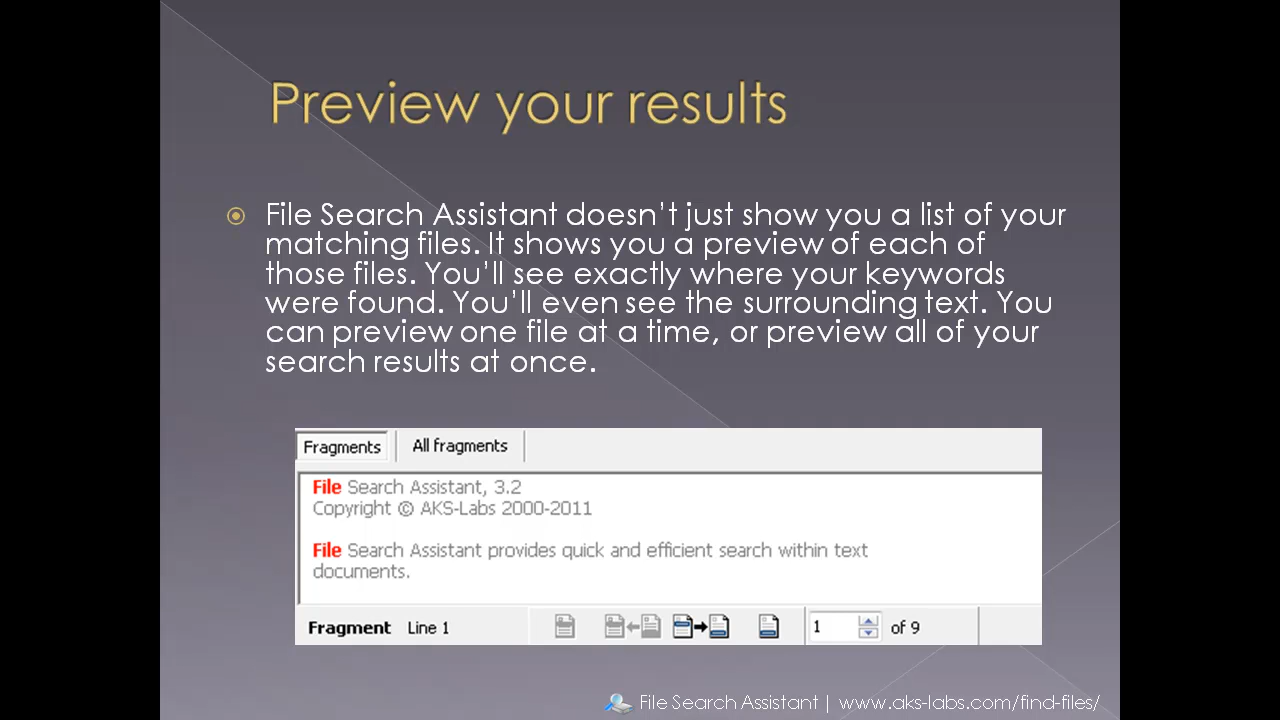 Preview your results
File Search Assistant doesn't just show you a list of your
matching files. It shows you a preview of each of
those files. You'll see exactly where your keywords
were found. You'll even see the surrounding text. You
can preview one file at a time, or preview all of your
search results at once.
Fragments All fragments
File Search Assistant, 3.2
Copyright © AKS-Labs 2000-2011
File Search Assistant provides quick and efficient search within text
documents.
Fragment Line 1 1 of 9
File Search Assistant | www.aks-labs.com/find-files/